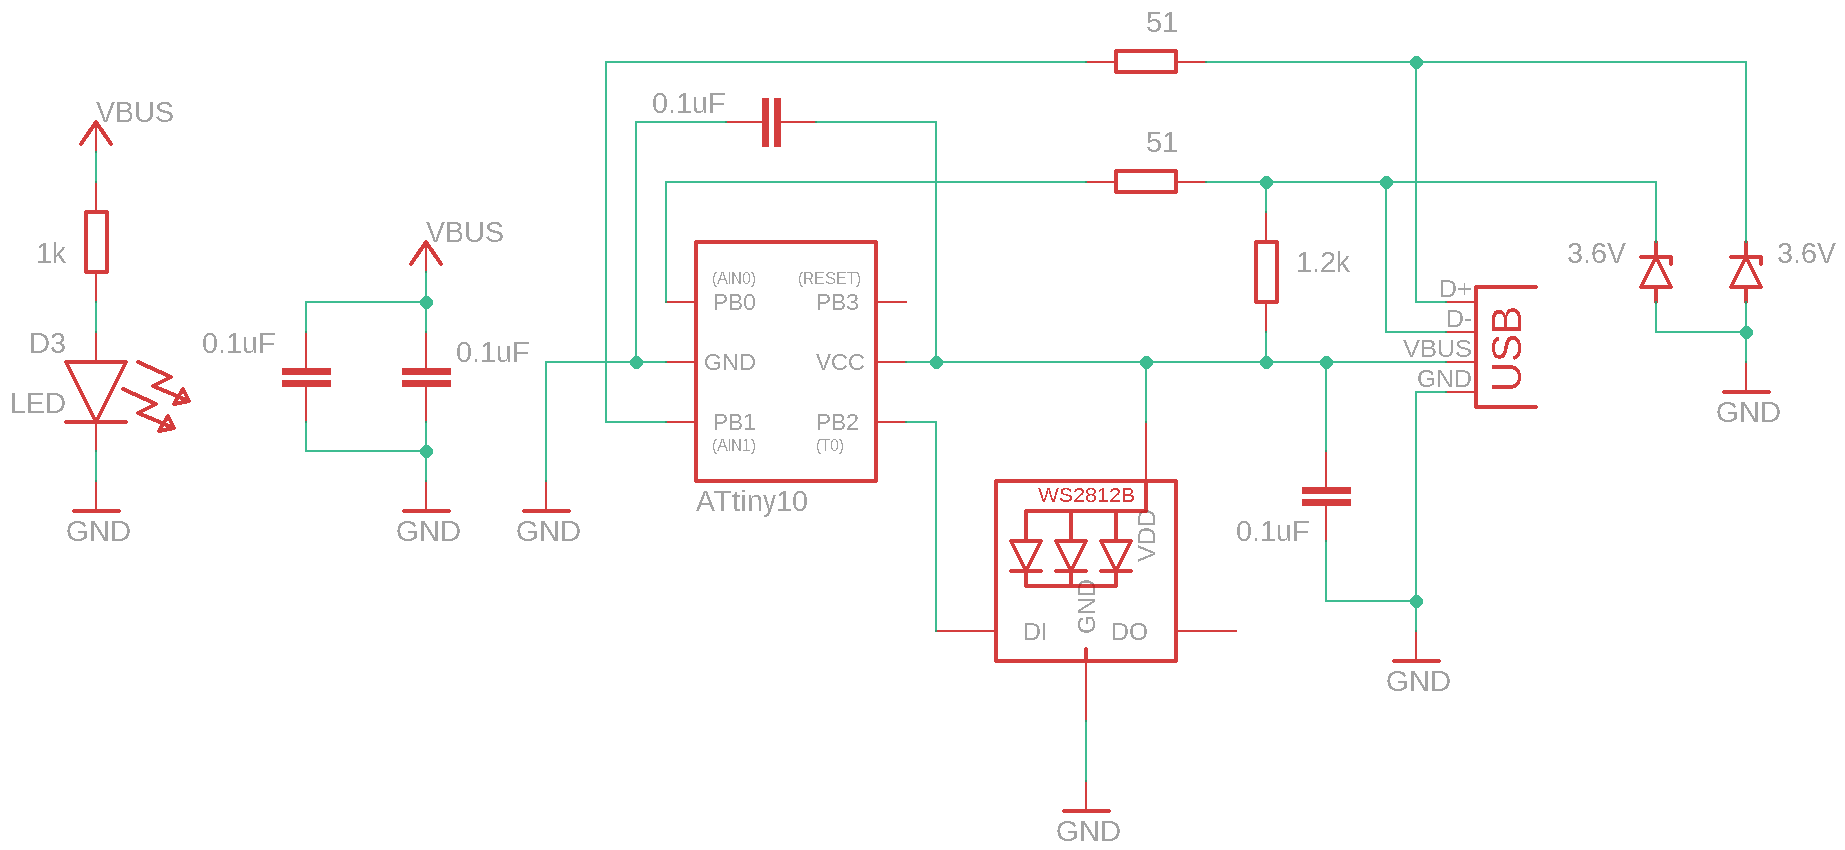 51
0.1uF
VBUS
51
VBUS
1k
3.6V
3.6V
1.2k
(AIN0)
(RESET)
D+
PB0
PB3
D-
USB
D3
0.1uF
0.1uF
GND
VCC
VBUS
GND
LED
GND
PB1
PB2
(AIN1)
(T0)
ATtiny10
WS2812B
VDD
GND
GND
GND
0.1uF
GND
DI
DO
GND
GND